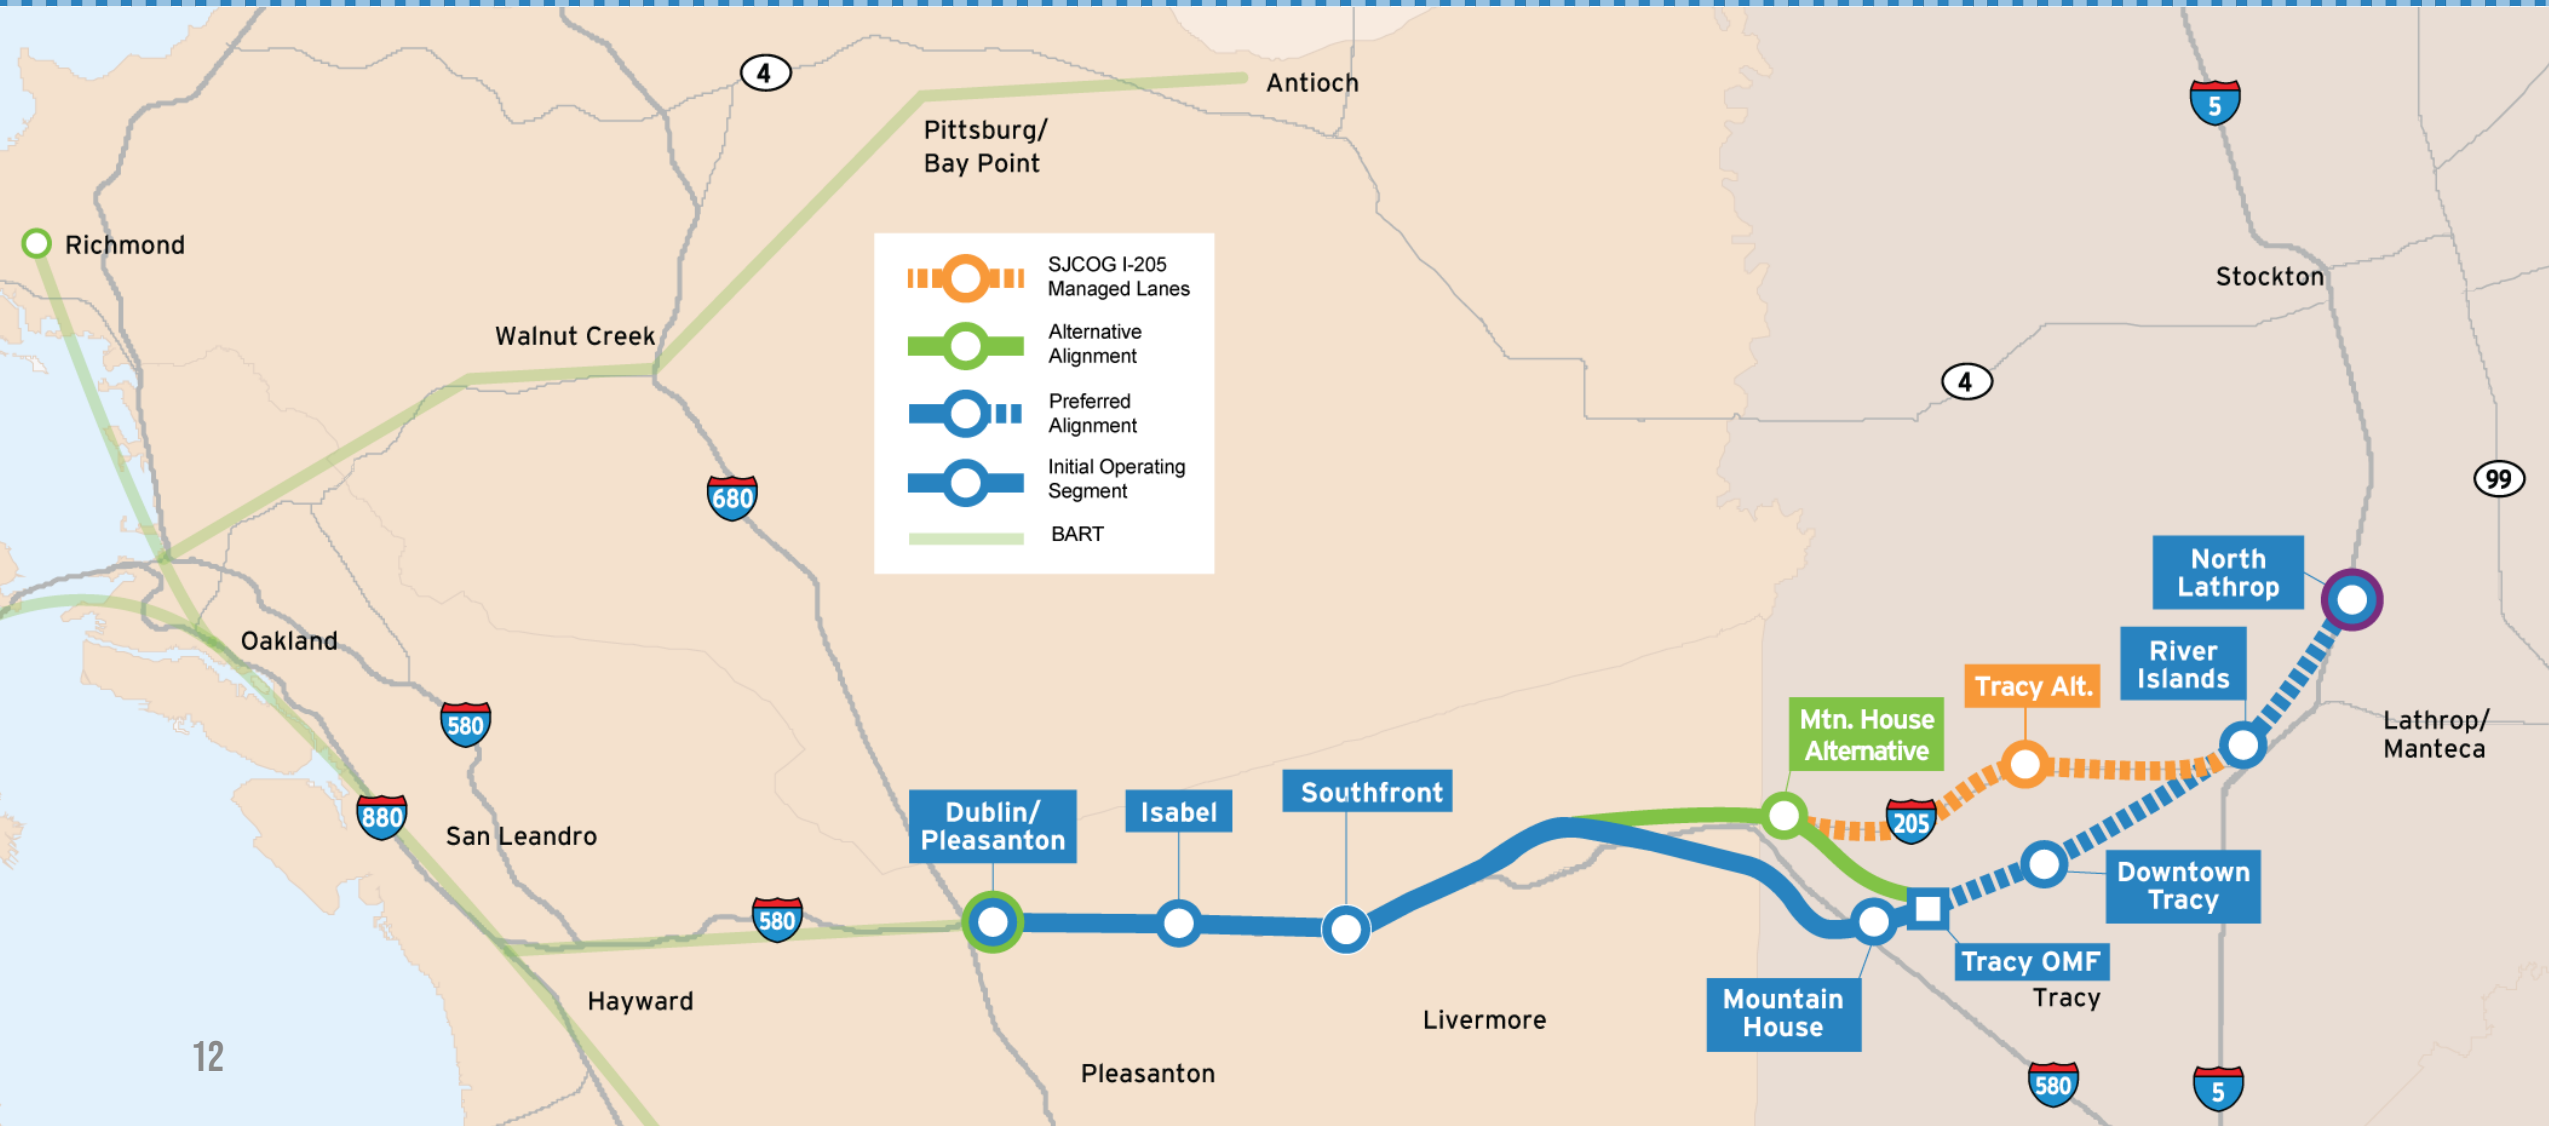 4
Antioch
5
Pittsburg/
Bay Point
Richmond
SJCOG I-205
Managed Lanes
Alternative
Alignment
Preferred
Alignment
Initial Operating
Segment
BART
Stockton
Walnut Creek
4
680
99
North
Lathrop
Oakland
River
Islands
Tracy Alt.
580
Mtn. House
Alternative
Lathrop/
Manteca
880
San Leandro
Dublin/
Pleasanton
Isabel
Southfront
205
Downtown
Tracy
580
Tracy OMF
Tracy
Hayward
Mountain
House
Livermore
12
Pleasanton
580
5